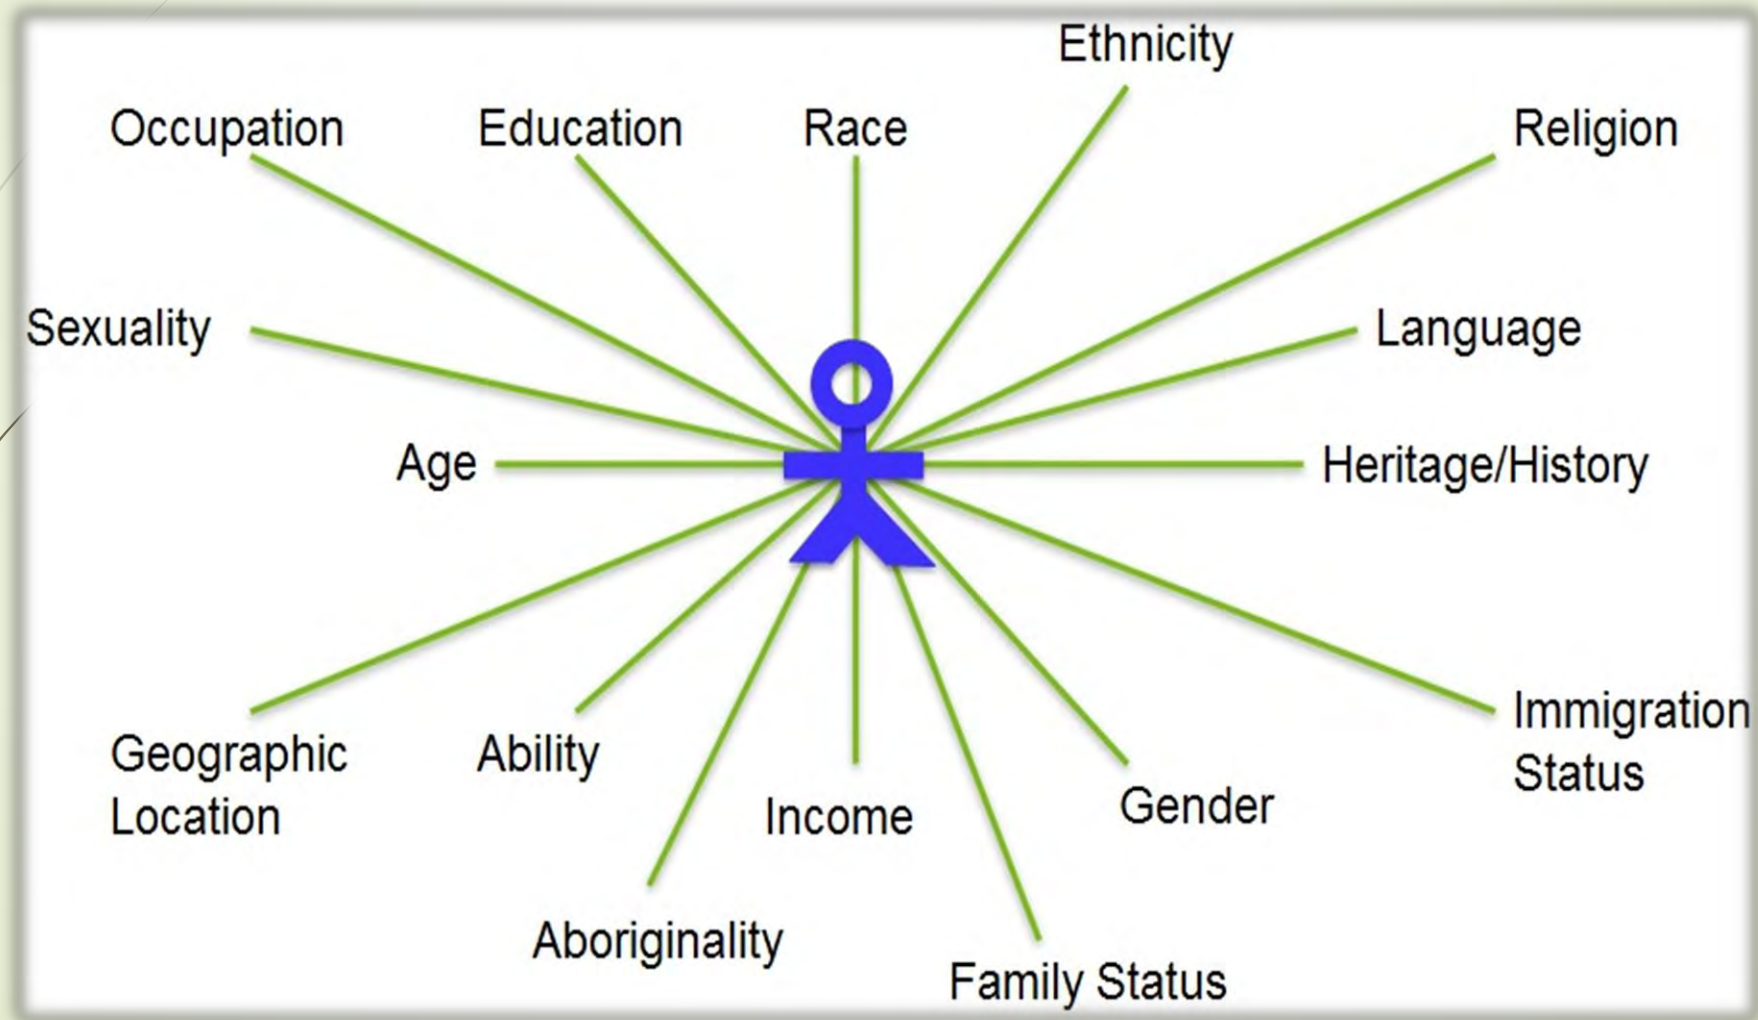 Ethnicity
Occupation
Education
Race
Religion
Sexuality
Language
Age
Heritage/History
Geographic
Location
Ability
Income
Gender
Immigration
Status
Aboriginality
Family Status